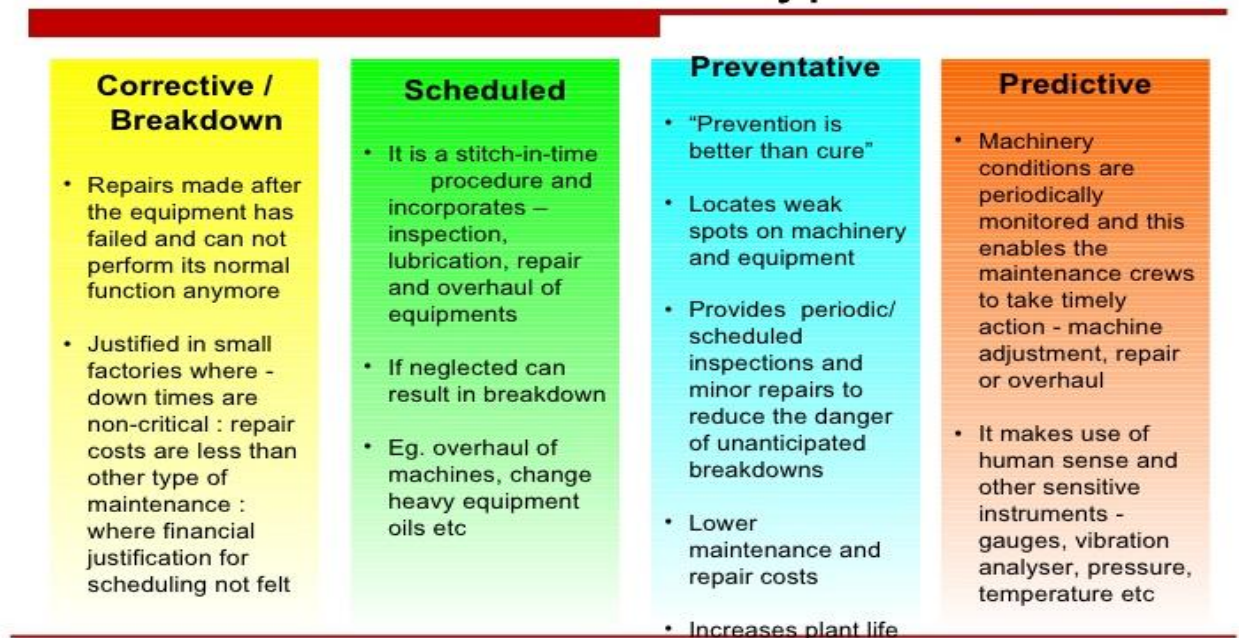 Corrective /
Breakdown
• Repairs made after
the equipment has
failed and can not
perform its normal
function anymore
• Justified in small
factories where -
down times are
non-critical : repair
costs are less than
other type of
maintenance :
where financial
justification for
scheduling not felt
Scheduled
• It is a stitch-in-time
procedure and
incorporates –
inspection,
lubrication, repair
and overhaul of
equipments
• If neglected can
result in breakdown
• Eg. overhaul of
machines, change
heavy equipment
oils etc
Preventative
• “Prevention is
better than cure”
• Locates weak
spots on machinery
and equipment
• Provides periodic/
scheduled
inspections and
minor repairs to
reduce the danger
of unanticipated
breakdowns
• Lower
maintenance and
repair costs
• Increases plant life
Predictive
• Machinery
conditions are
periodically
monitored and this
enables the
maintenance crews
to take timely
action - machine
adjustment, repair
or overhaul
• It makes use of
human sense and
other sensitive
instruments -
gauges, vibration
analyser, pressure,
temperature etc